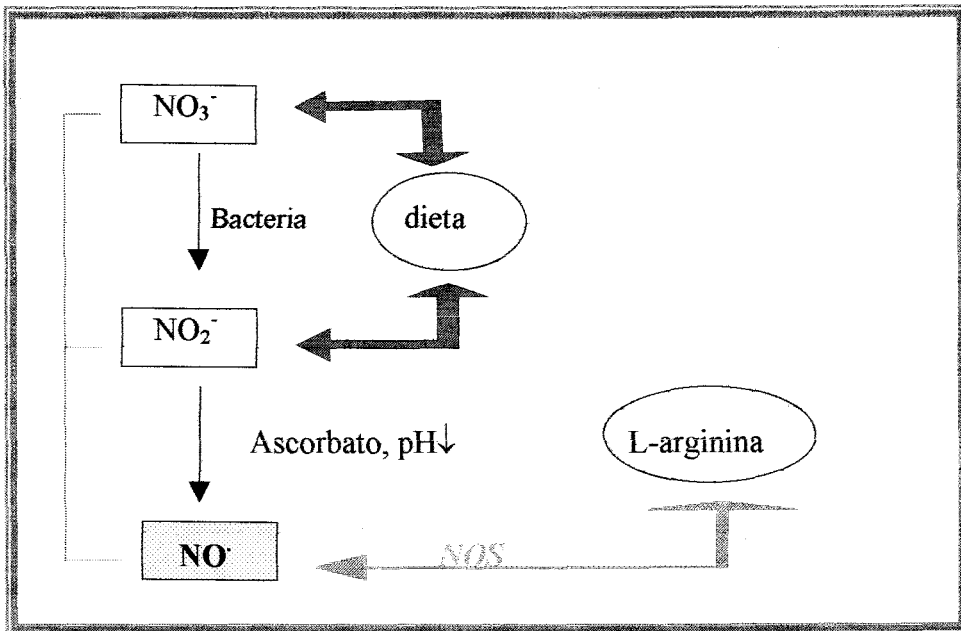 NO₃⁻
Bacteria
dieta
NO₂⁻
Ascorbato, pH↓
L-arginina
NO·
NOS